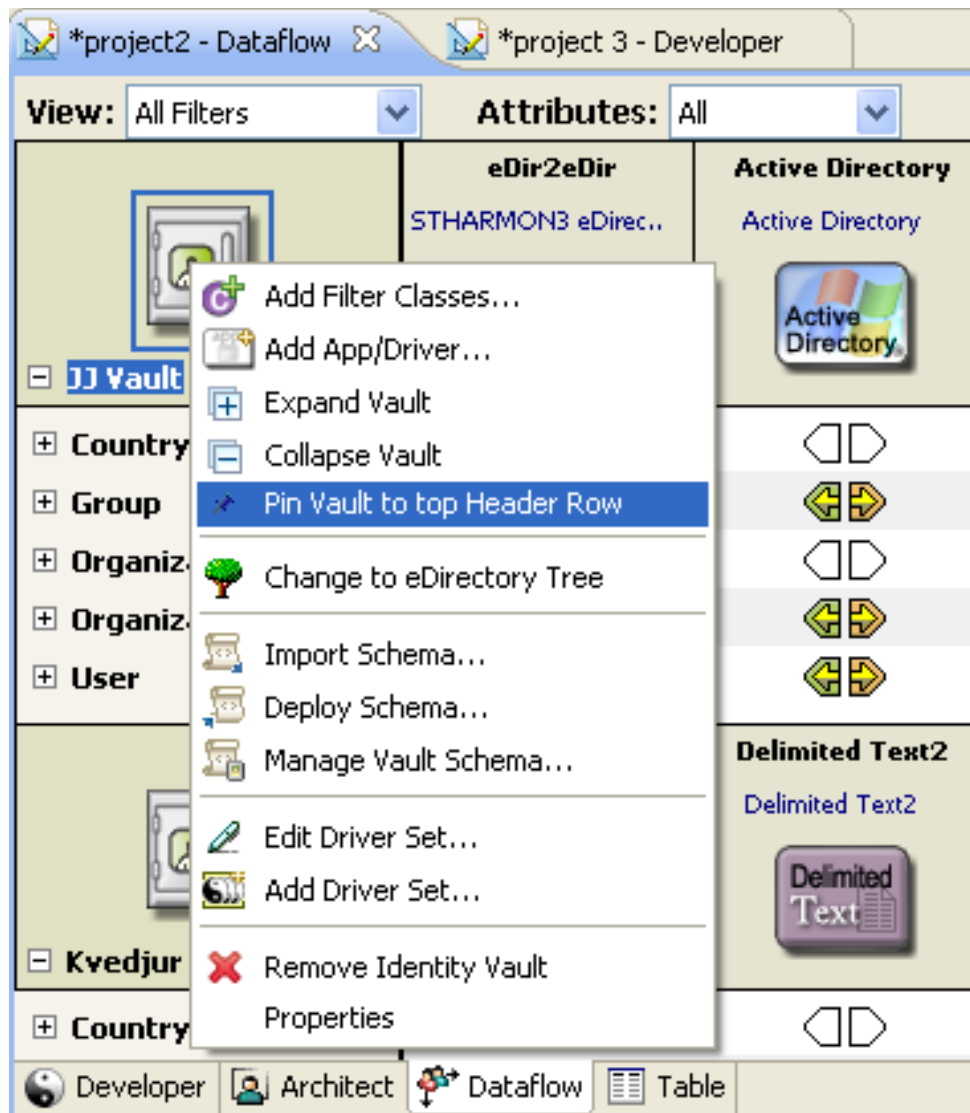 *project2 - Dataflow
*project 3 - Developer
View: All Filters
Attributes: All
eDir2eDir
Active Directory
STHARMON3 eDirec..
Active Directory
Active
Directory
JJ Vault
Add Filter Classes...
Add App/Driver...
Expand Vault
Collapse Vault
Pin Vault to top Header Row
Change to eDirectory Tree
Import Schema...
Deploy Schema...
Manage Vault Schema...
Edit Driver Set...
Add Driver Set...
Remove Identity Vault
Properties
Country
Group
Organiz
Organiz
User
Delimited Text2
Delimited Text2
Delimited
Text
Kvedjur
Country
Developer Architect Dataflow Table